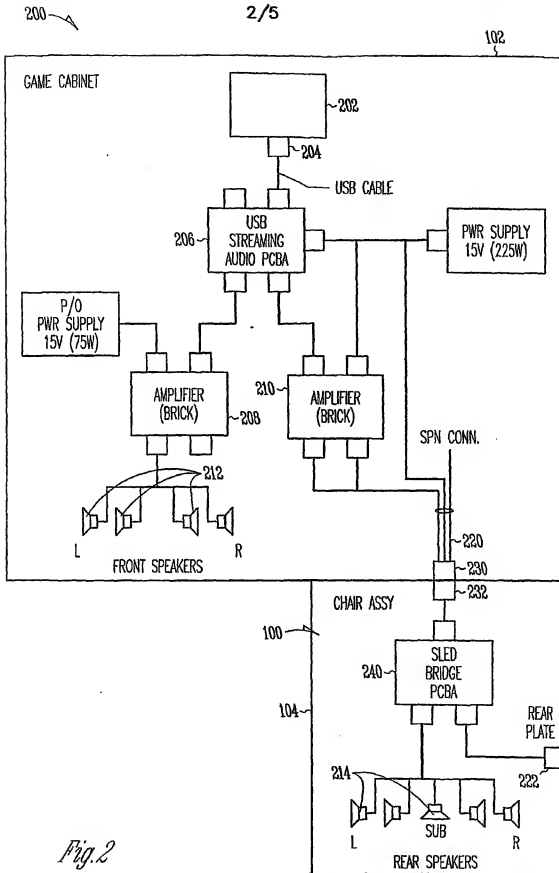 200
2/5
102
GAME CABINET
202
204
USB CABLE
206
USB
STREAMING
AUDIO PCBA
PWR SUPPLY
15V (225W)
P/O
PWR SUPPLY
15V (75W)
AMPLIFIER
(BRICK)
208
210
AMPLIFIER
(BRICK)
SPN CONN.
212
L
R
FRONT SPEAKERS
220
230
232
CHAIR ASSY
100
240
SLED
BRIDGE
PCBA
104
REAR
PLATE
222
214
L
SUB
R
REAR SPEAKERS
Fig.2